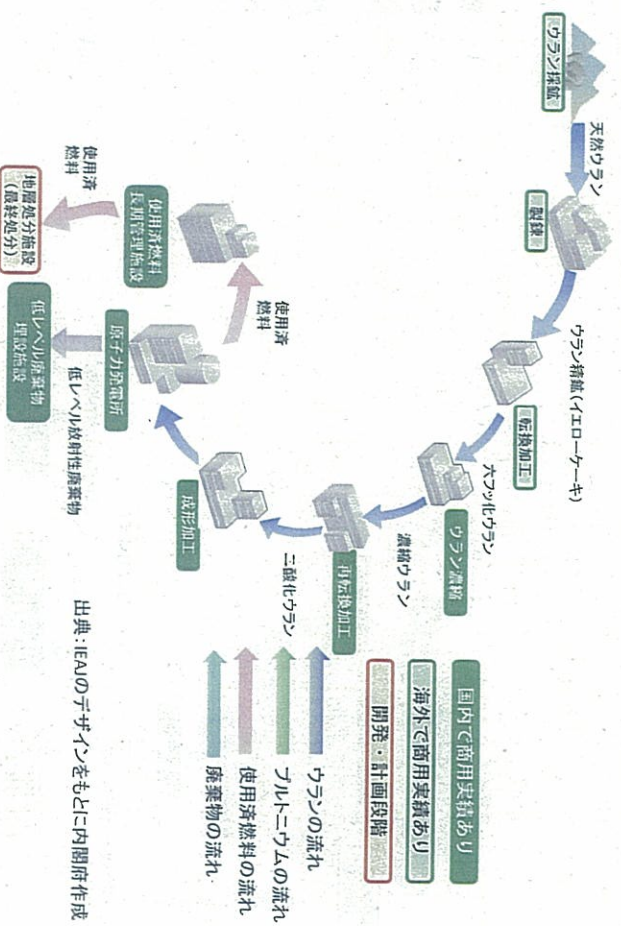 ウラン採鉱
天然ウラン
製錬
ウラン精鉱(イエローケーキ)
転換加工
六フッ化ウラン
ウラン濃縮
濃縮ウラン
再転換加工
二酸化ウラン
成形加工
原子力発電所
低レベル放射性廃棄物
低レベル廃棄物
埋設施設
使用済
燃料
使用済燃料
長期管理施設
使用済
燃料
地層処分施設
(最終処分)
国内で商用実績あり
海外で商用実績あり
開発・計画段階
ウランの流れ
プルトニウムの流れ
使用済燃料の流れ
廃棄物の流れ
出典:IEAJのデザインをもとに内閣府作成